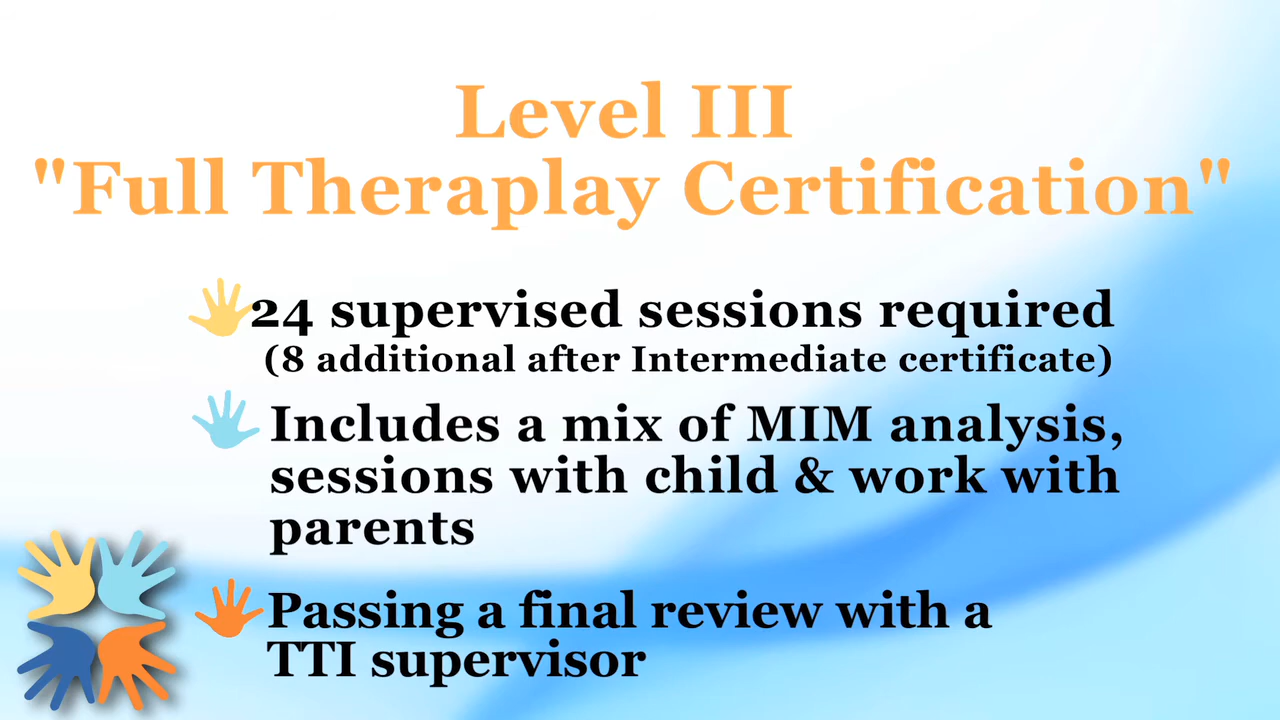 Level III
"Full Theraplay Certification"
24 supervised sessions required
(8 additional after Intermediate certificate)
Includes a mix of MIM analysis,
sessions with child & work with
parents
Passing a final review with a
TTI supervisor